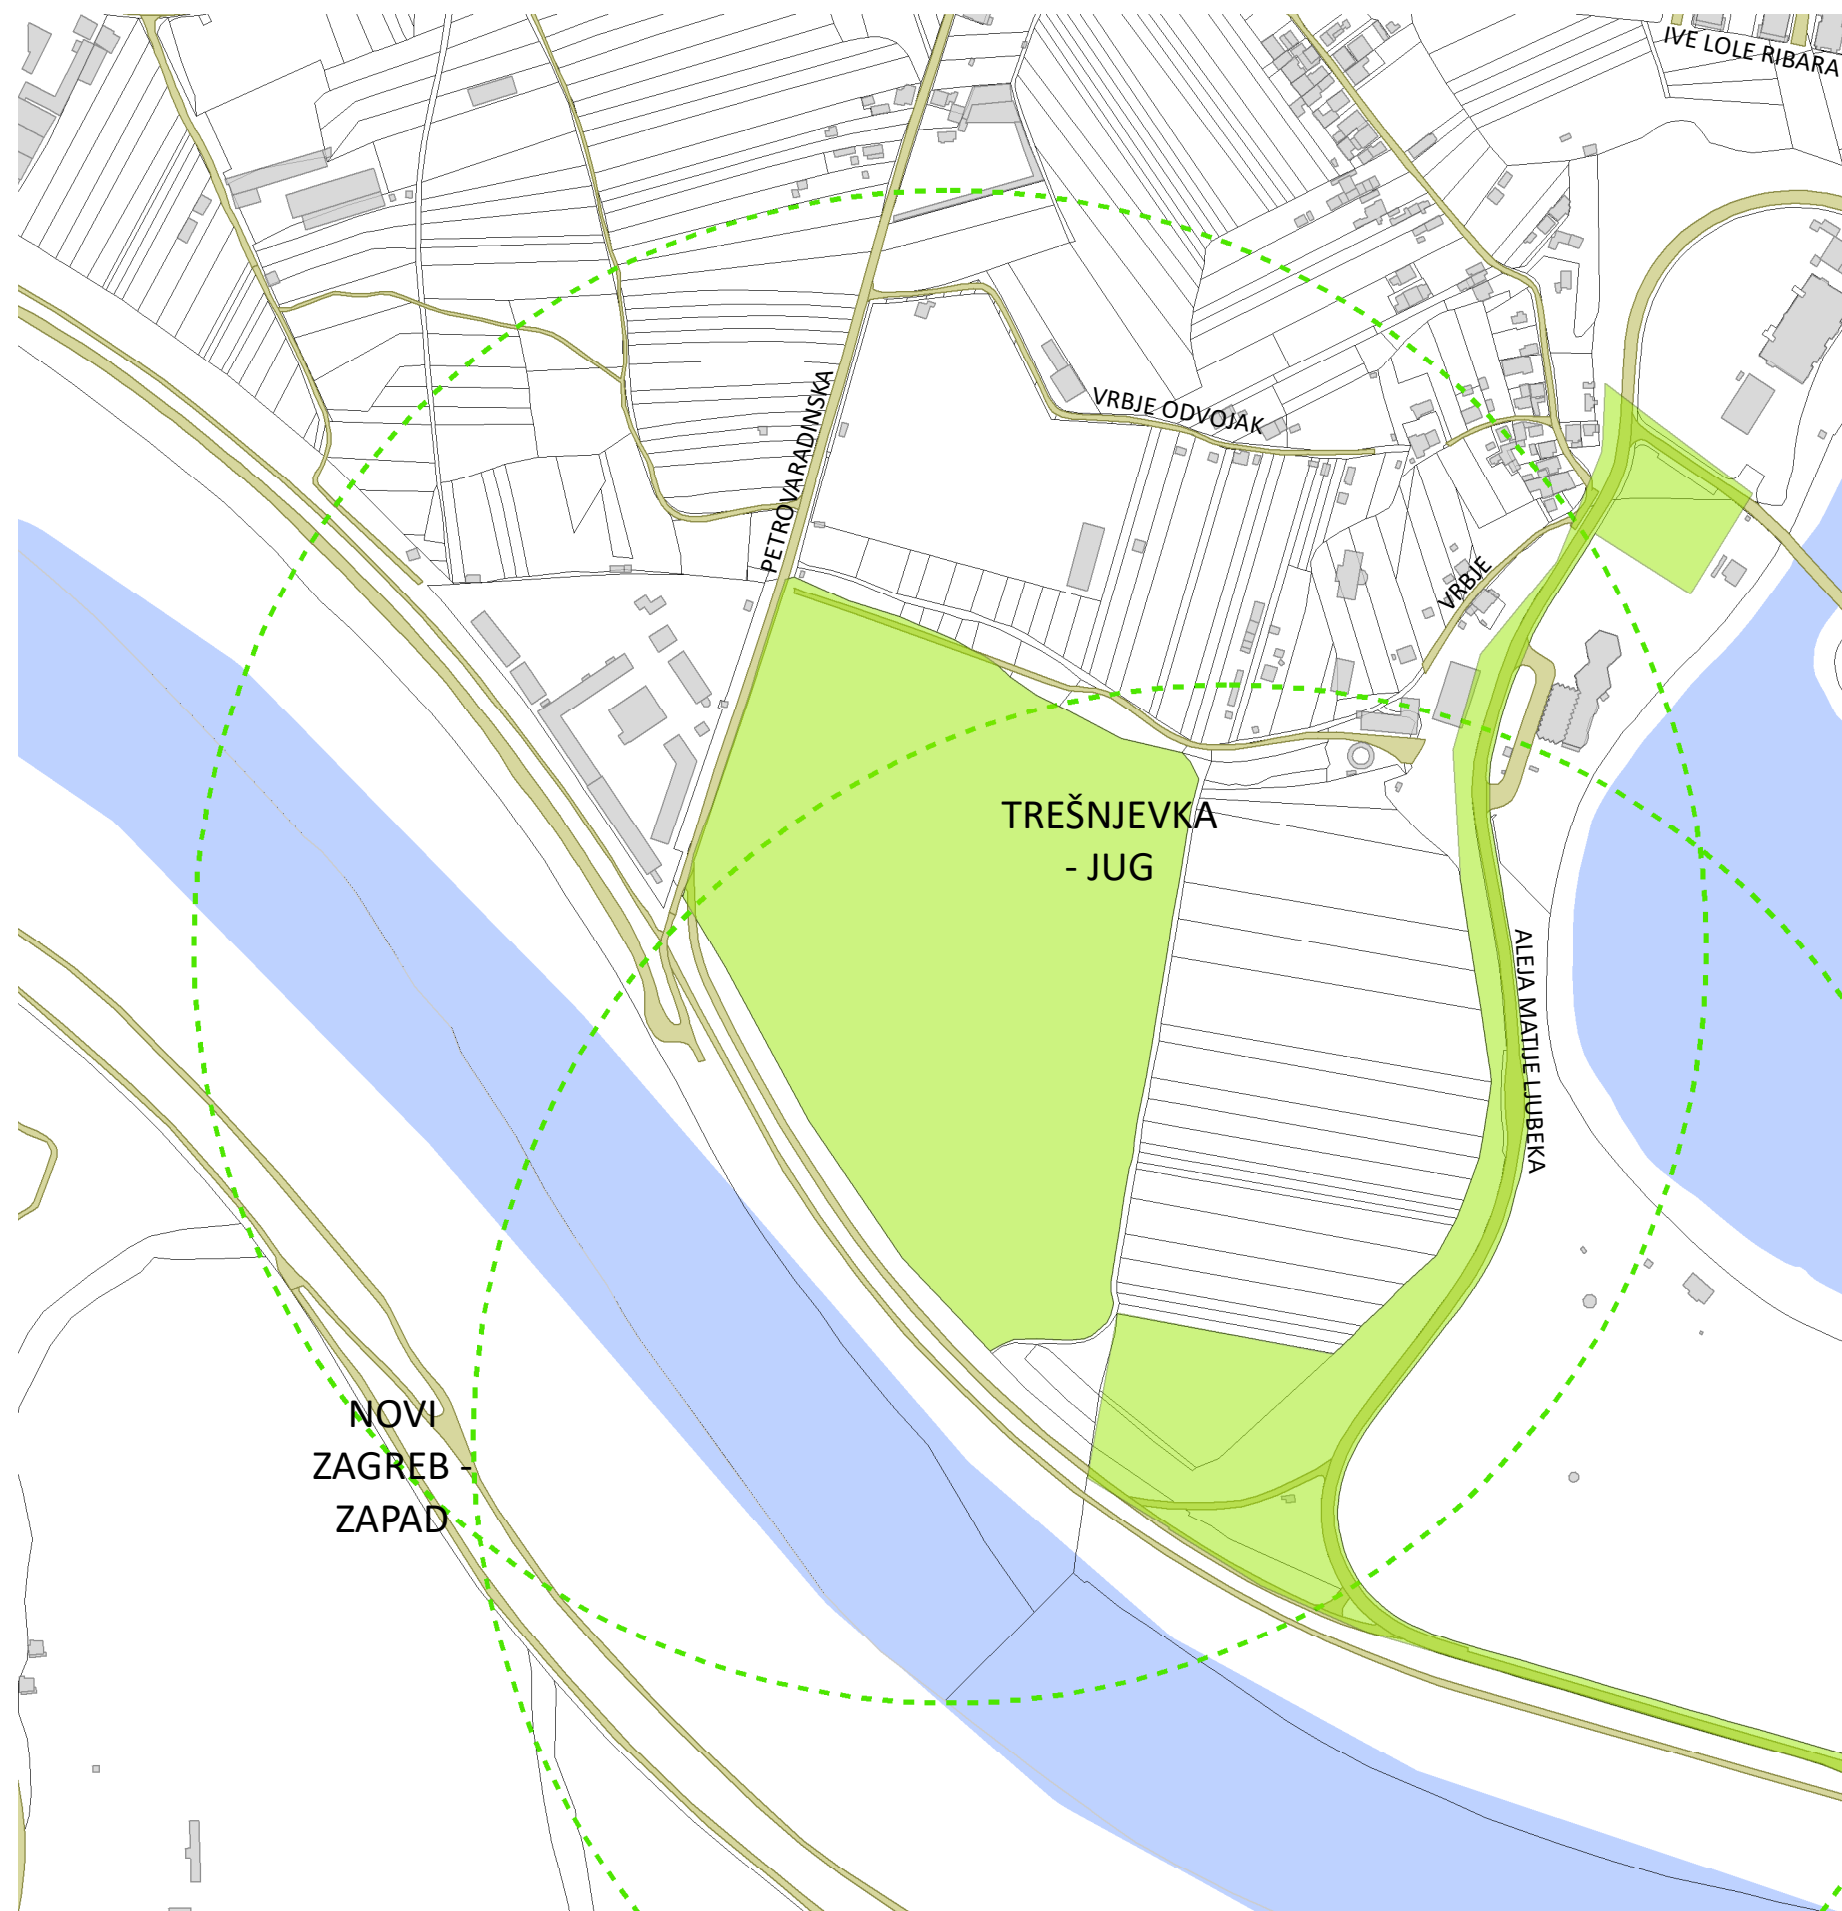 IVE LOLE RIBARA
PETROVARADINSKA
VRBJE ODVOJAK
VRBJE
TREŠNJEVKA
- JUG
ALEJA MATIJE LJUBEKA
NOVI
ZAGREB -
ZAPAD